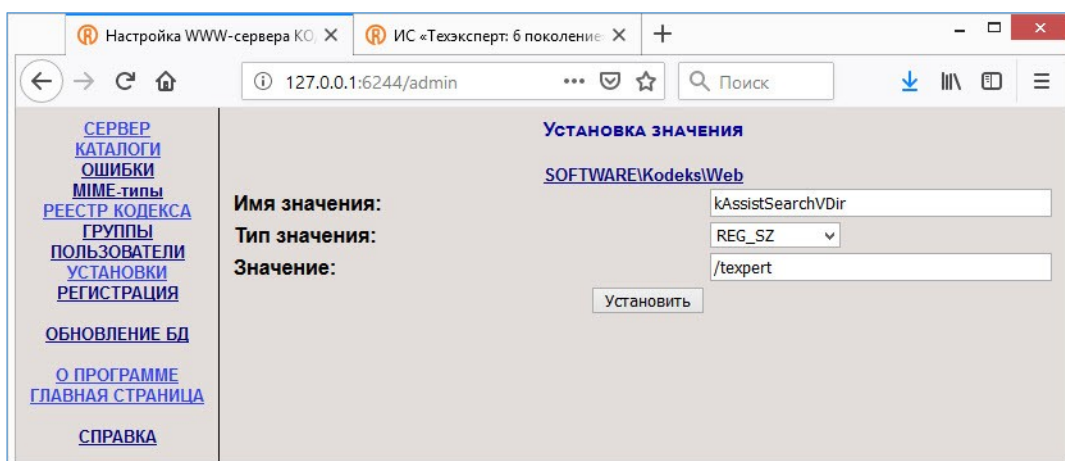 Настройка WWW-сервера КО
ИС «Техэксперт: 6 поколение
127.0.0.1:6244/admin
Поиск
СЕРВЕР
КАТАЛОГИ
ОШИБКИ
MIME-типы
РЕЕСТР КОДЕКСА
ГРУППЫ
ПОЛЬЗОВАТЕЛИ
УСТАНОВКИ
РЕГИСТРАЦИЯ
ОБНОВЛЕНИЕ БД
О ПРОГРАММЕ
ГЛАВНАЯ СТРАНИЦА
СПРАВКА
Установка значения
SOFTWARE\Kodeks\Web
Имя значения: kAssistSearchVDir
Тип значения: REG_SZ
Значение: /texpert
Установить